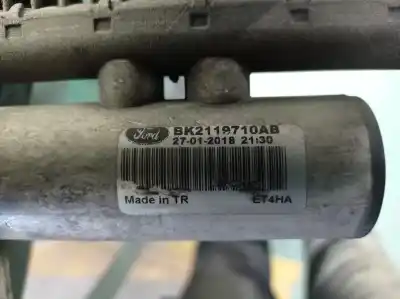 Ford BK2119710AB
27-01-2018 21:30
Made in TR ET4HA